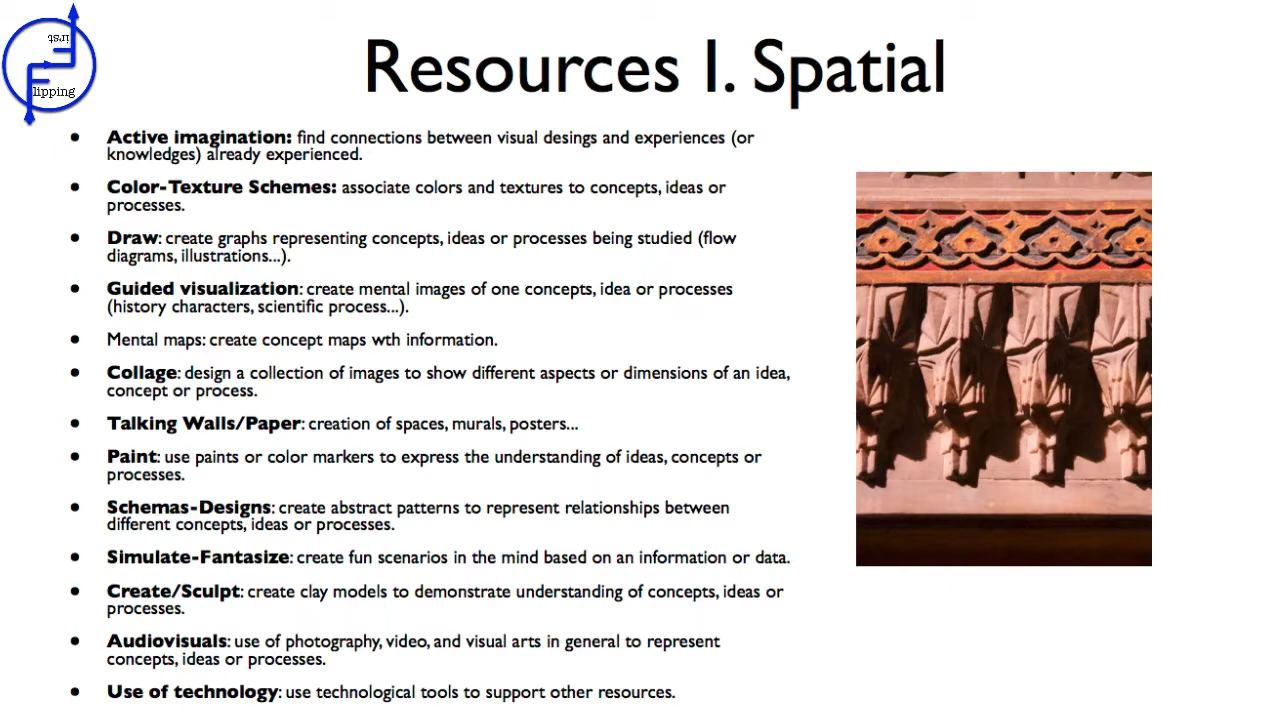 First
lipping
Resources I. Spatial
• Active imagination: find connections between visual desings and experiences (or
knowledges) already experienced.
• Color-Texture Schemes: associate colors and textures to concepts, ideas or
processes.
• Draw: create graphs representing concepts, ideas or processes being studied (flow
diagrams, illustrations...).
• Guided visualization: create mental images of one concepts, idea or processes
(history characters, scientific process...).
• Mental maps: create concept maps wth information.
• Collage: design a collection of images to show different aspects or dimensions of an idea,
concept or process.
• Talking Walls/Paper: creation of spaces, murals, posters...
• Paint: use paints or color markers to express the understanding of ideas, concepts or
processes.
• Schemas-Designs: create abstract patterns to represent relationships between
different concepts, ideas or processes.
• Simulate-Fantasize: create fun scenarios in the mind based on an information or data.
• Create/Sculpt: create clay models to demonstrate understanding of concepts, ideas or
processes.
• Audiovisuals: use of photography, video, and visual arts in general to represent
concepts, ideas or processes.
• Use of technology: use technological tools to support other resources.